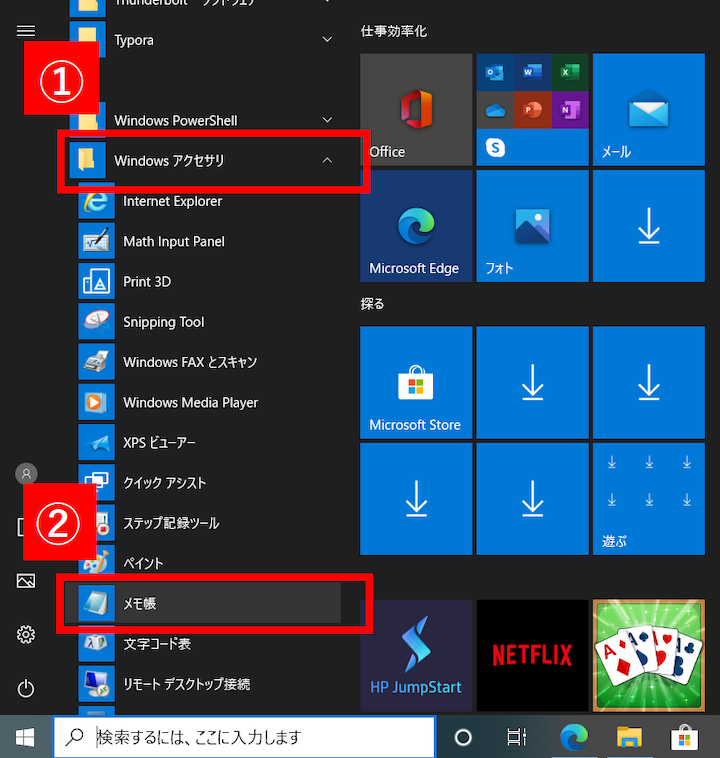 Thunderbolt™ ソフトウェア
Typora
①
Windows PowerShell
Windows アクセサリ
Internet Explorer
Math Input Panel
Print 3D
Snipping Tool
Windows FAX とスキャン
Windows Media Player
XPS ビューアー
クイック アシスト
②
ステップ記録ツール
ペイント
メモ帳
文字コード表
リモート デスクトップ接続
仕事効率化
Office
メール
Microsoft Edge
フォト
探る
Microsoft Store
遊ぶ
HP JumpStart
NETFLIX
A A A A
検索するには、ここに入力します